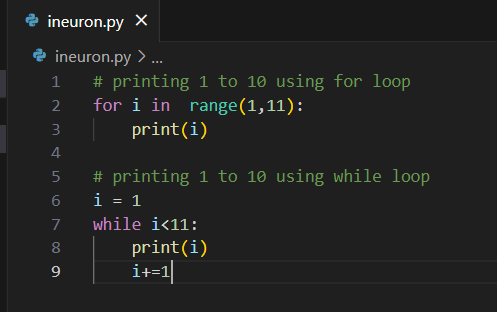 ineuron.py ×
ineuron.py > ...
1 # printing 1 to 10 using for loop
2 for i in  range(1,11):
3     print(i)
4
5 # printing 1 to 10 using while loop
6 i = 1
7 while i<11:
8     print(i)
9     i+=1